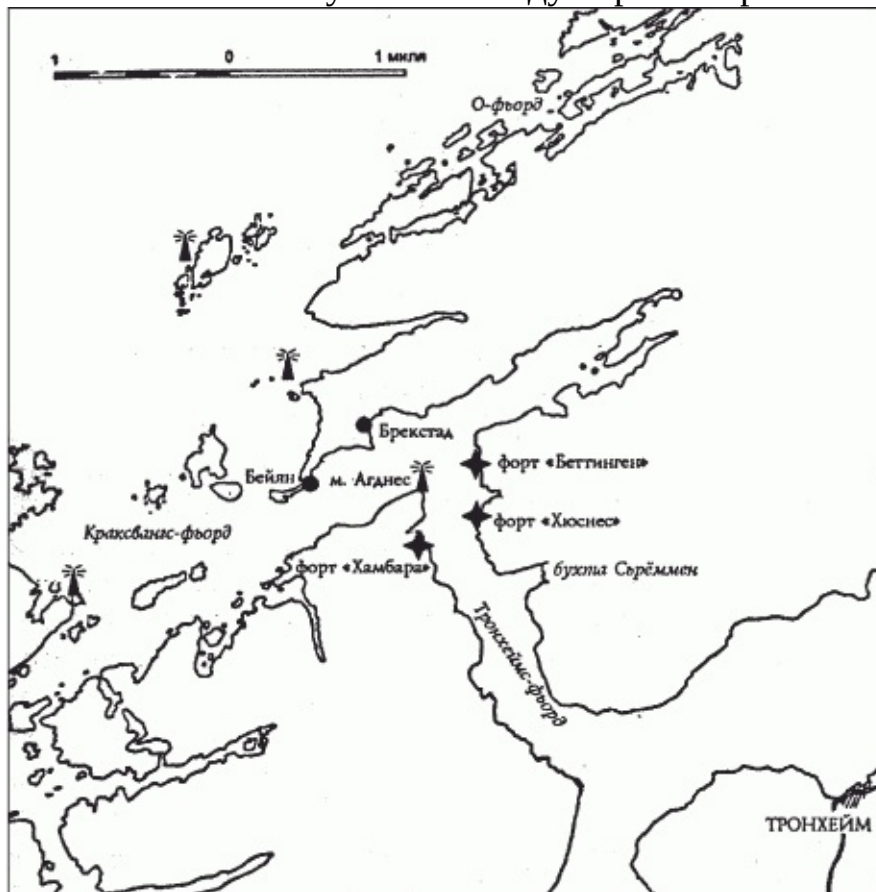 1 0 1 миля
О-фьорд
Брекстад
форт «Беттинген»
Бейян м. Агднес
форт «Хюснес»
Краксвангс-фьорд
форт «Хамбара»
бухта Сьрёммен
Тронхеймс-фьорд
ТРОНХЕЙМ